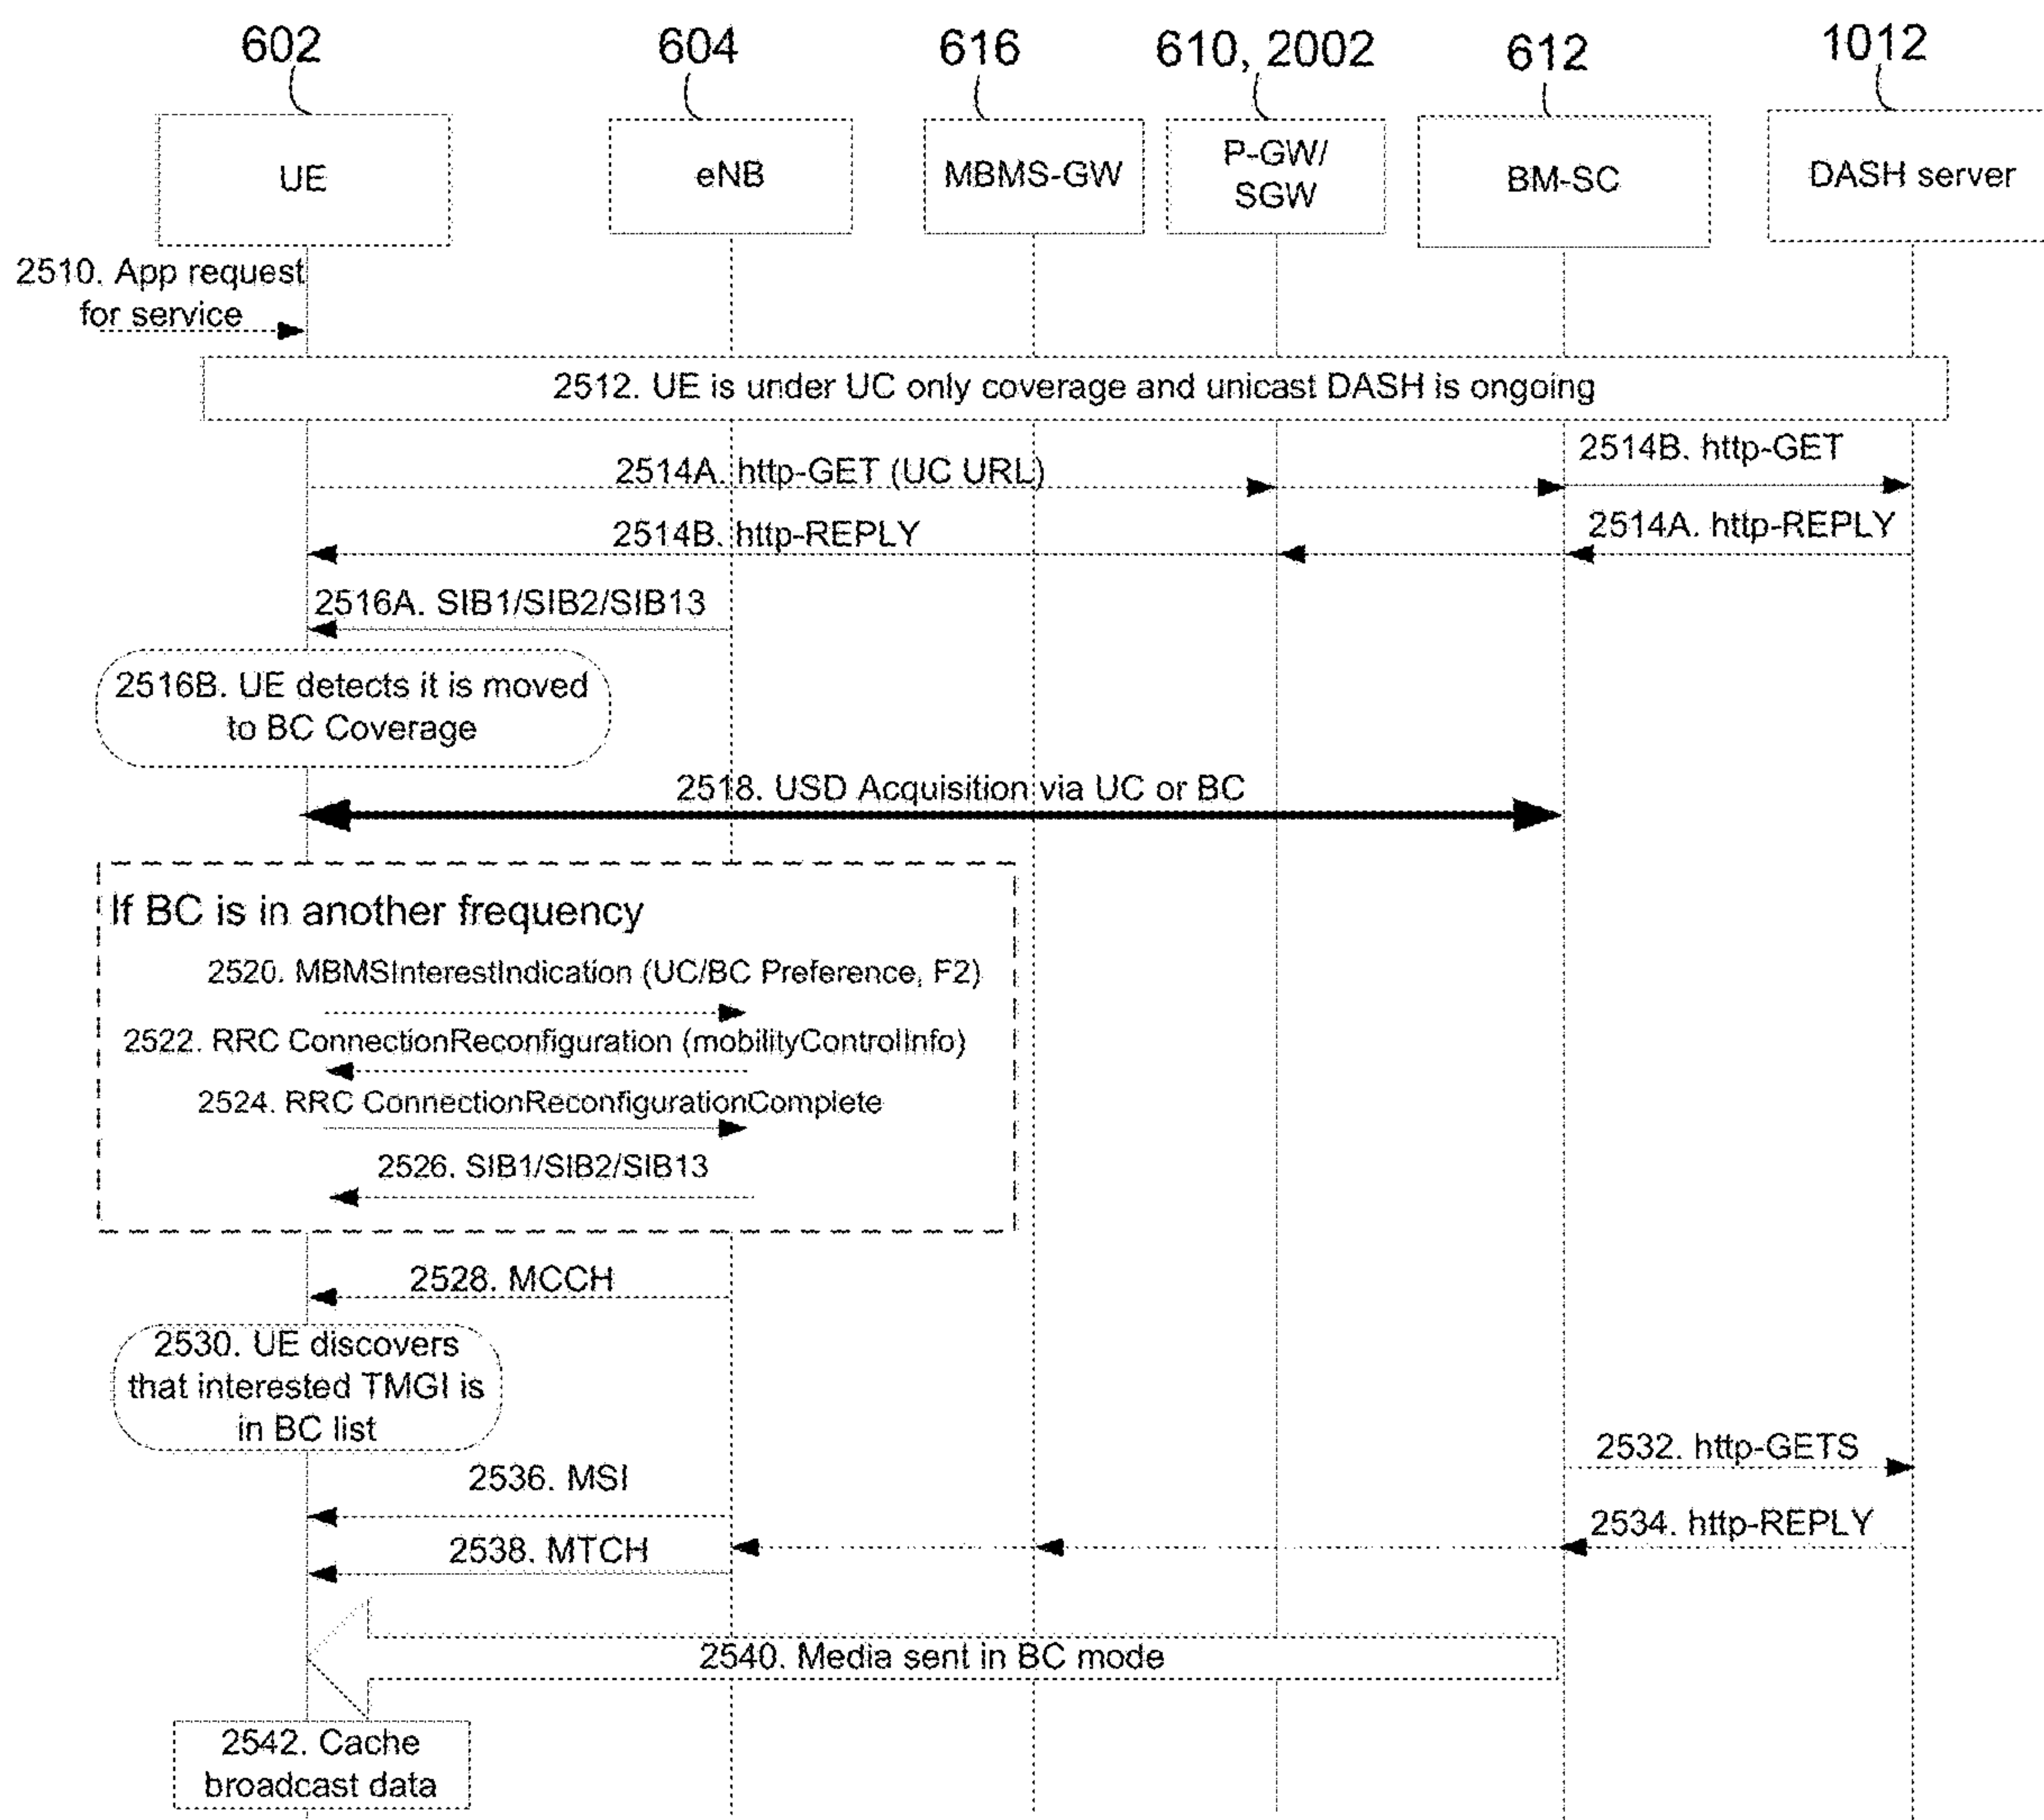 602
604
616
610, 2002
612
1012
UE
eNB
MBMS-GW
P-GW/
SGW
BM-SC
DASH server
2510. App request
for service
2512. UE is under UC only coverage and unicast DASH is ongoing
2514A. http-GET (UC URL)
2514B. http-GET
2514B. http-REPLY
2514A. http-REPLY
2516A. SIB1/SIB2/SIB13
2516B. UE detects it is moved
to BC Coverage
2518. USD Acquisition via UC or BC
If BC is in another frequency
2520. MBMSInterestIndication (UC/BC Preference, F2)
2522. RRC ConnectionReconfiguration (mobilityControlInfo)
2524. RRC ConnectionReconfigurationComplete
2526. SIB1/SIB2/SIB13
2528. MCCH
2530. UE discovers
that interested TMGI is
in BC list
2532. http-GETS
2536. MSI
2534. http-REPLY
2538. MTCH
2540. Media sent in BC mode
2542. Cache
broadcast data